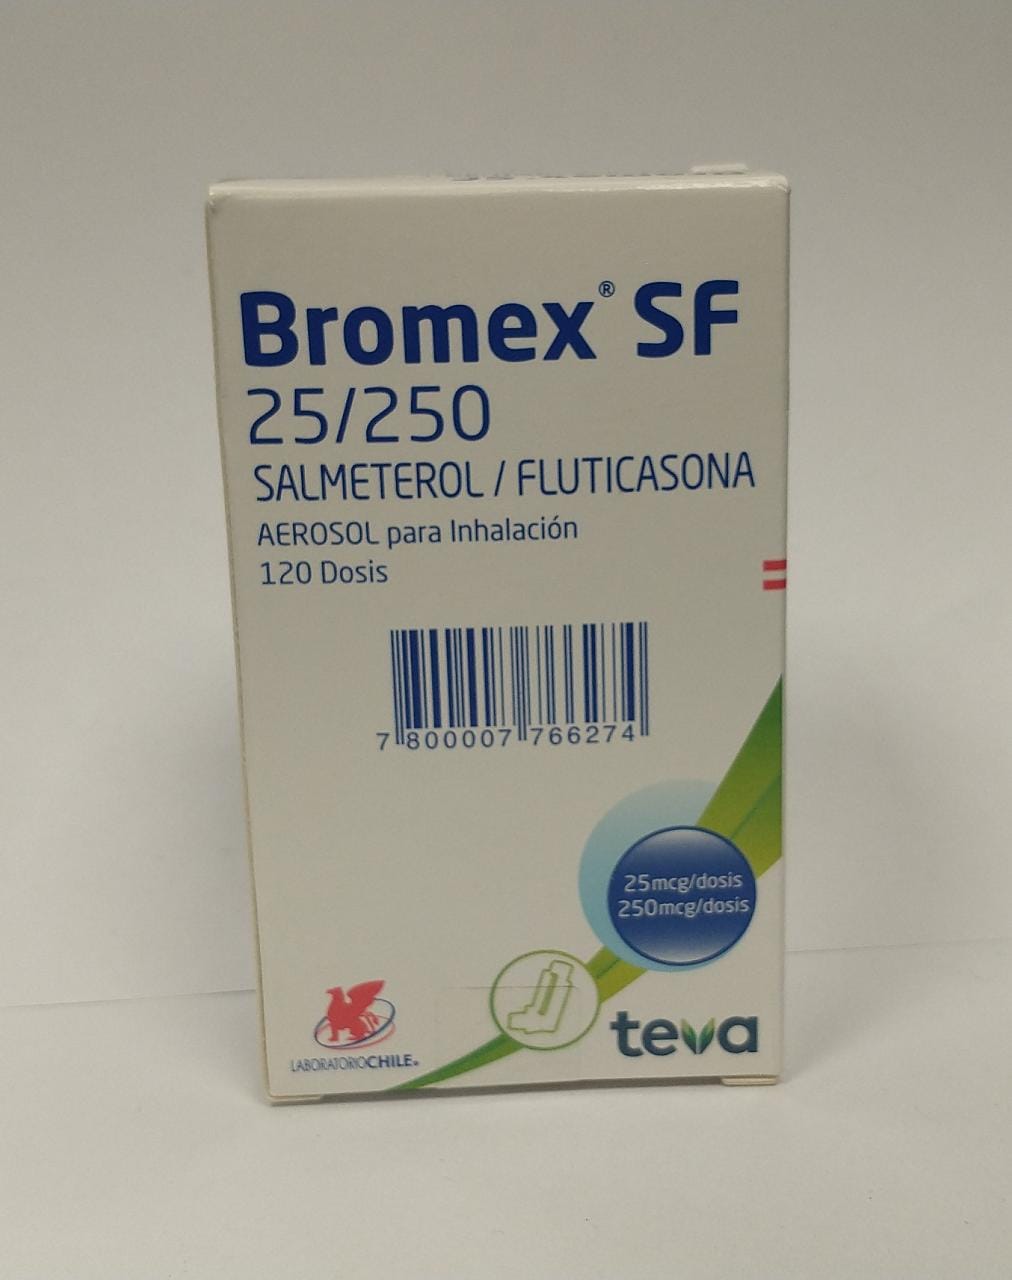 Bromex® SF
25/250
SALMETEROL / FLUTICASONA
AEROSOL para Inhalación
120 Dosis
7 800007 766274
25mcg/dosis
250mcg/dosis
LABORATORIOCHILE®
teva